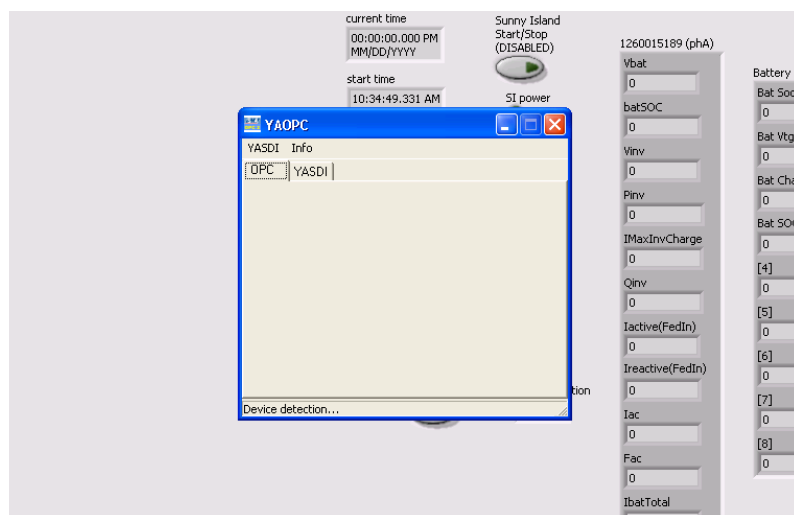 current time
00:00:00.000 PM
MM/DD/YYYY
start time
10:34:49.331 AM
Sunny Island
Start/Stop
(DISABLED)
SI power
YAOPC
YASDI Info
OPC YASDI
Device detection...
tion
1260015189 (phA)
Vbat
0
batSOC
0
Vinv
0
Pinv
0
IMaxInvCharge
0
Qinv
0
Iactive(FedIn)
0
Ireactive(FedIn)
0
Iac
0
Fac
0
IbatTotal
Battery
Bat Soc
0
Bat Vtg
0
Bat Cha
0
Bat SO
0
[4]
0
[5]
0
[6]
0
[7]
0
[8]
0